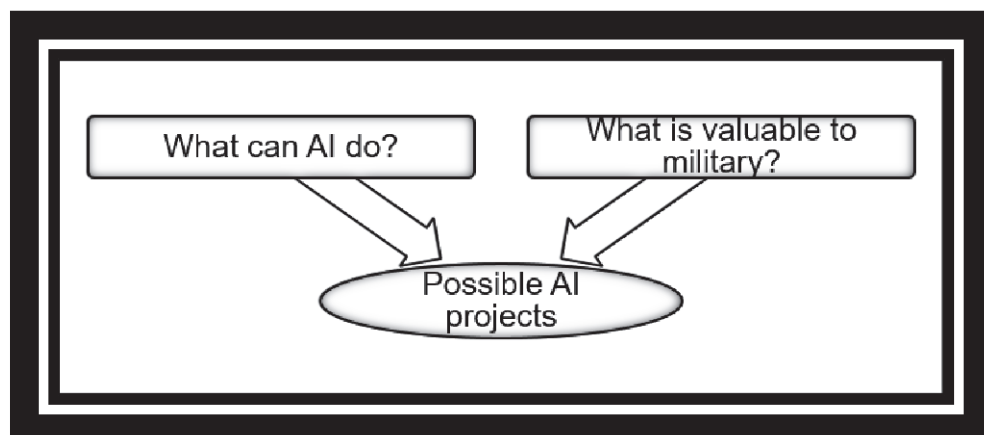 What can AI do?
What is valuable to
military?
Possible AI
projects